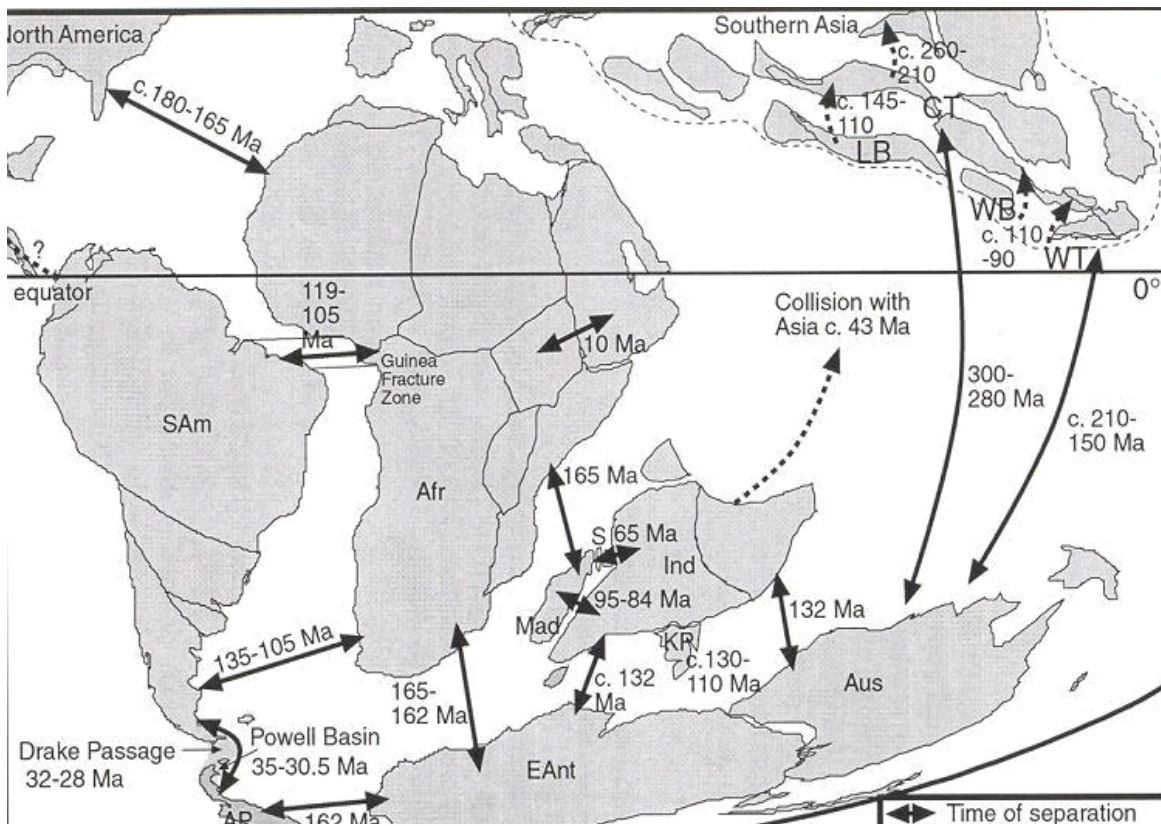 North America
Southern Asia
c. 260-
210
c.180-165 Ma
c. 145-
110
CT
LB
WB
c. 110
-90
WT
?
equator
0°
119-
105
Ma
Collision with
Asia c. 43 Ma
10 Ma
Guinea
Fracture
Zone
300-
280 Ma
SAm
c. 210-
150 Ma
165 Ma
Afr
S
65 Ma
Ind
95-84 Ma
132 Ma
Mad
KP
135-105 Ma
c.130-
110 Ma
c. 132
Ma
165-
162 Ma
Aus
Drake Passage
32-28 Ma
Powell Basin
35-30.5 Ma
EAnt
AP
162 Ma
Time of separation